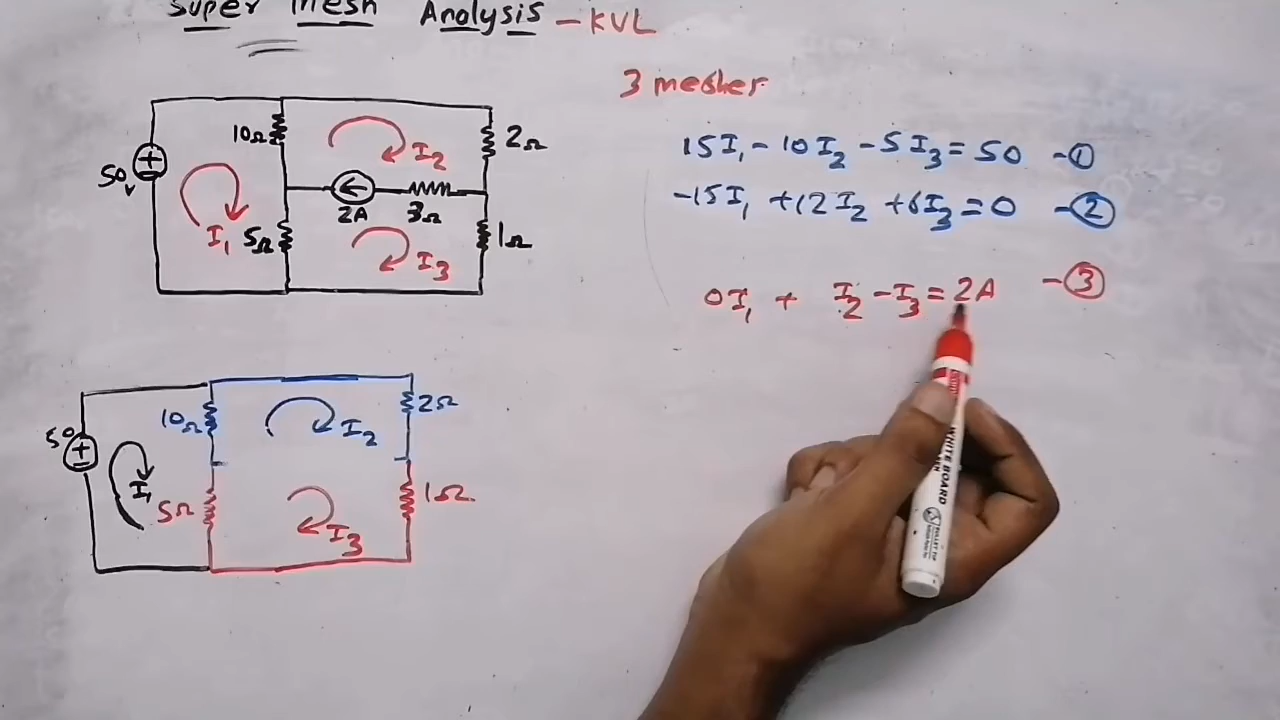 Super Mesh Analysis - KVL
3 meshes
15I₁ - 10I₂ - 5I₃ = 50 -①
-15I₁ + 12I₂ + 6I₃ = 0 -②
0I₁ + I₂ - I₃ = 2A -③
10Ω
I₂
2Ω
50V
I₁
2A
3Ω
5Ω
I₃
1Ω
10Ω
I₂
2Ω
50
I₁
5Ω
I₃
1Ω
WHITE BOARD